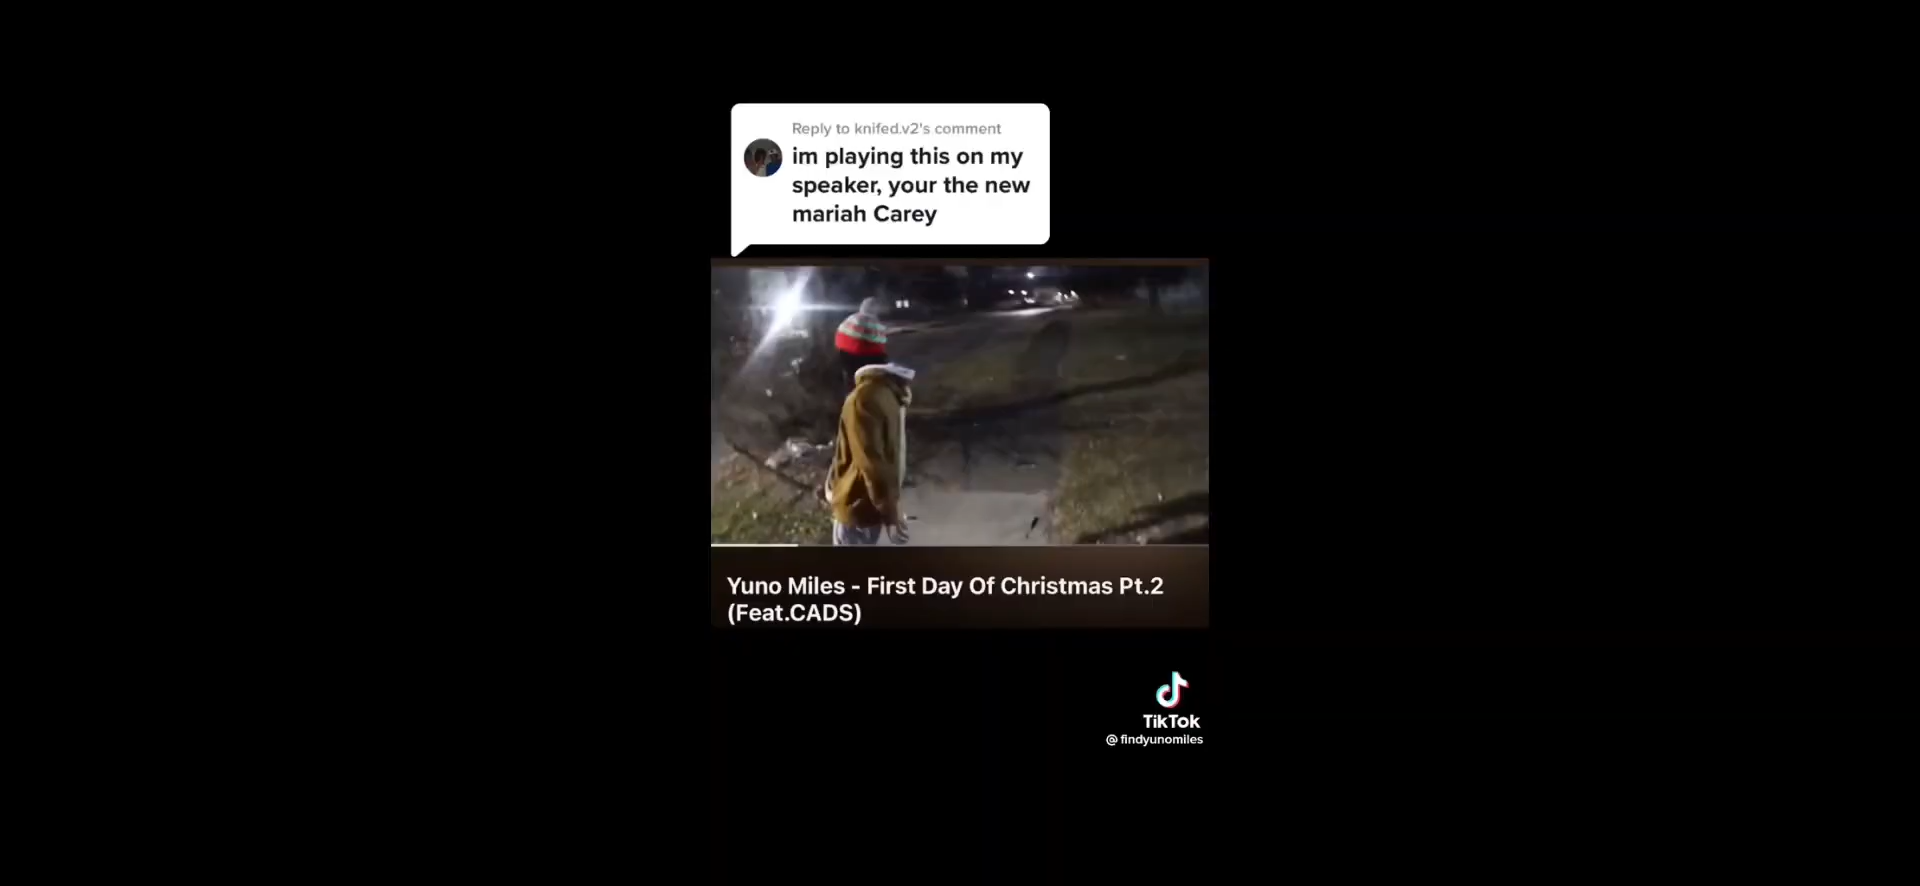 Reply to knifed.v2's comment
im playing this on my
speaker, your the new
mariah Carey
Yuno Miles - First Day Of Christmas Pt.2
(Feat.CADS)
TikTok
@ findyunomiles